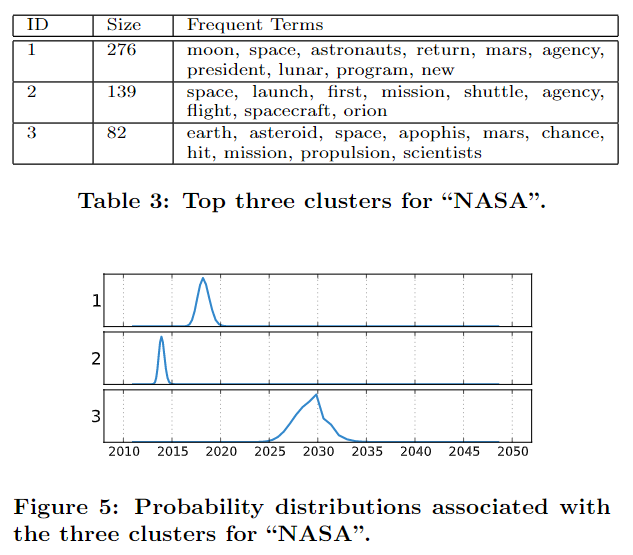 ID Size Frequent Terms
1 276 moon, space, astronauts, return, mars, agency,
president, lunar, program, new
2 139 space, launch, first, mission, shuttle, agency,
flight, spacecraft, orion
3 82 earth, asteroid, space, apophis, mars, chance,
hit, mission, propulsion, scientists
Table 3: Top three clusters for “NASA”.
1
2
3
2010 2015 2020 2025 2030 2035 2040 2045 2050
Figure 5: Probability distributions associated with
the three clusters for “NASA”.